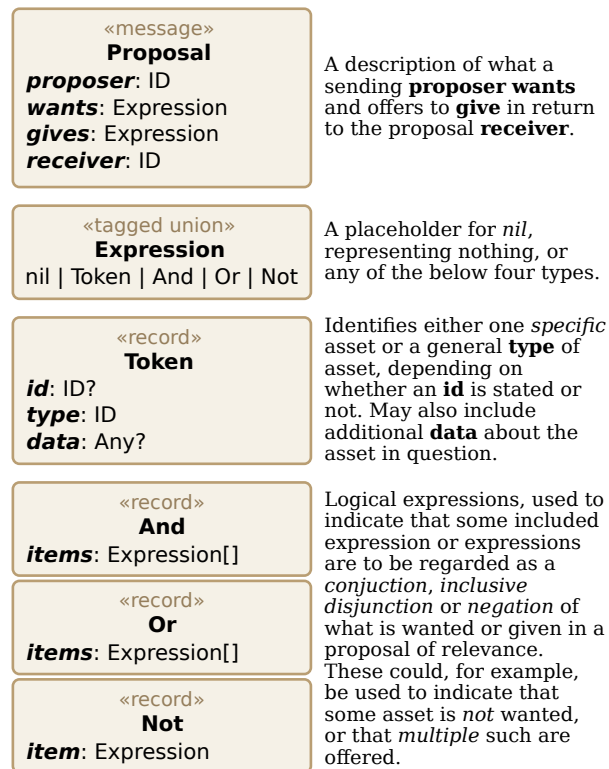 «message»
Proposal
proposer: ID
wants: Expression
gives: Expression
receiver: ID
A description of what a
sending proposer wants
and offers to give in return
to the proposal receiver.
«tagged union»
Expression
nil | Token | And | Or | Not
A placeholder for nil,
representing nothing, or
any of the below four types.
«record»
Token
id: ID?
type: ID
data: Any?
Identifies either one specific
asset or a general type of
asset, depending on
whether an id is stated or
not. May also include
additional data about the
asset in question.
«record»
And
items: Expression[]
«record»
Or
items: Expression[]
«record»
Not
item: Expression
Logical expressions, used to
indicate that some included
expression or expressions
are to be regarded as a
conjuction, inclusive
disjunction or negation of
what is wanted or given in a
proposal of relevance.
These could, for example,
be used to indicate that
some asset is not wanted,
or that multiple such are
offered.